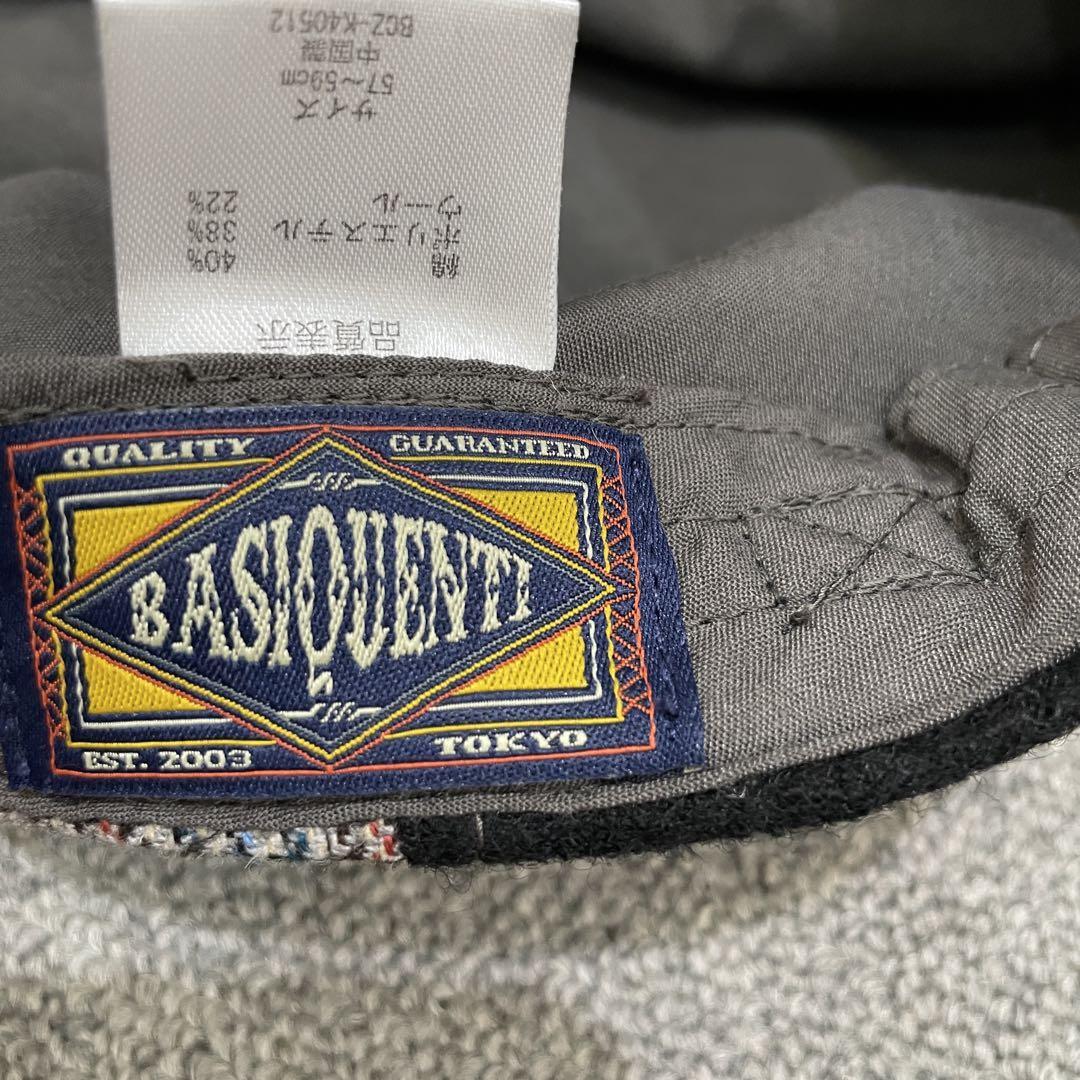 品質表示
綿 40%
ポリエステル 38%
ウール 22%
サイズ
57〜59cm
中国製
BCZ-K40512
QUALITY GUARANTEED
BASIQUENTI
EST. 2003 TOKYO